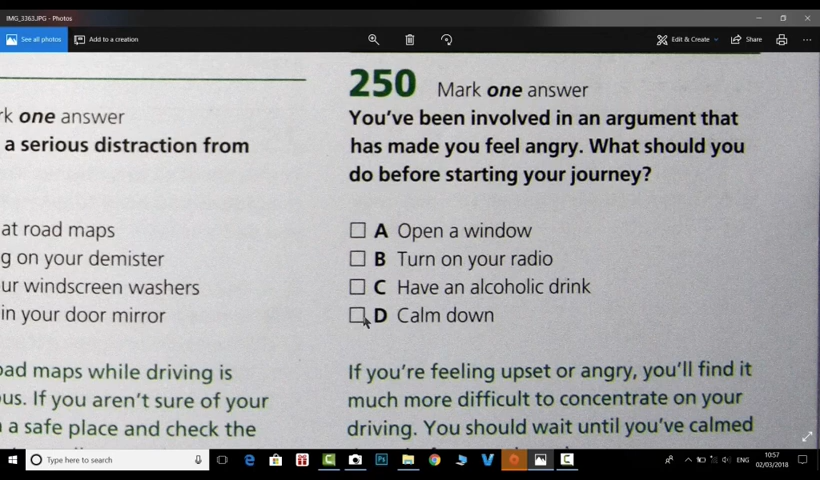 IMG_3363.JPG - Photos
See all photos
Add to a creation
Edit & Create
Share
rk one answer
a serious distraction from
at road maps
g on your demister
ur windscreen washers
in your door mirror
oad maps while driving is
ous. If you aren't sure of your
n a safe place and check the
250 Mark one answer
You've been involved in an argument that
has made you feel angry. What should you
do before starting your journey?
A Open a window
B Turn on your radio
C Have an alcoholic drink
D Calm down
If you're feeling upset or angry, you'll find it
much more difficult to concentrate on your
driving. You should wait until you've calmed
Type here to search
ENG
10:57
02/03/2018